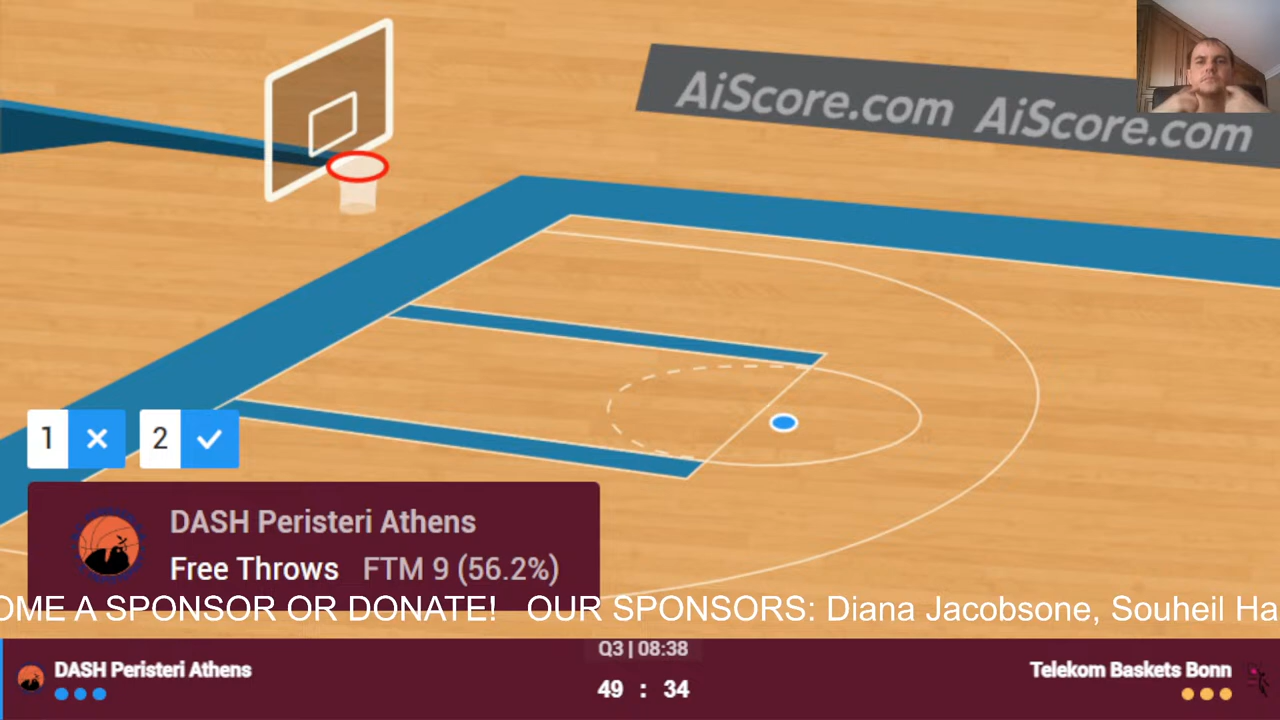 AiScore.com AiScore.com
1 2
DASH Peristeri Athens
Free Throws FTM 9 (56.2%)
OME A SPONSOR OR DONATE! OUR SPONSORS: Diana Jacobsone, Souheil Ha
Q3 | 08:38
DASH Peristeri Athens 49 : 34 Telekom Baskets Bonn